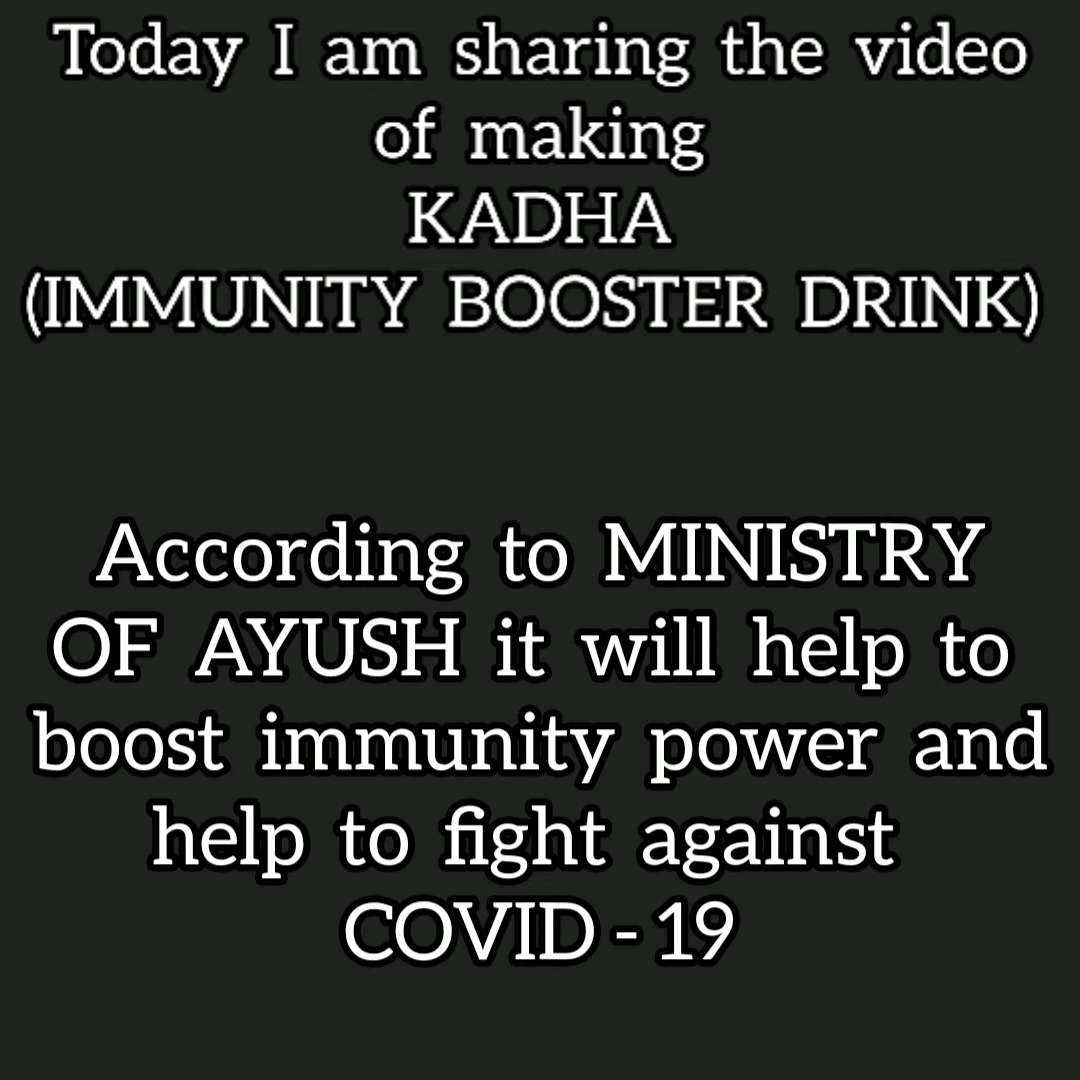 Today I am sharing the video
of making
KADHA
(IMMUNITY BOOSTER DRINK)
According to MINISTRY
OF AYUSH it will help to
boost immunity power and
help to fight against
COVID - 19